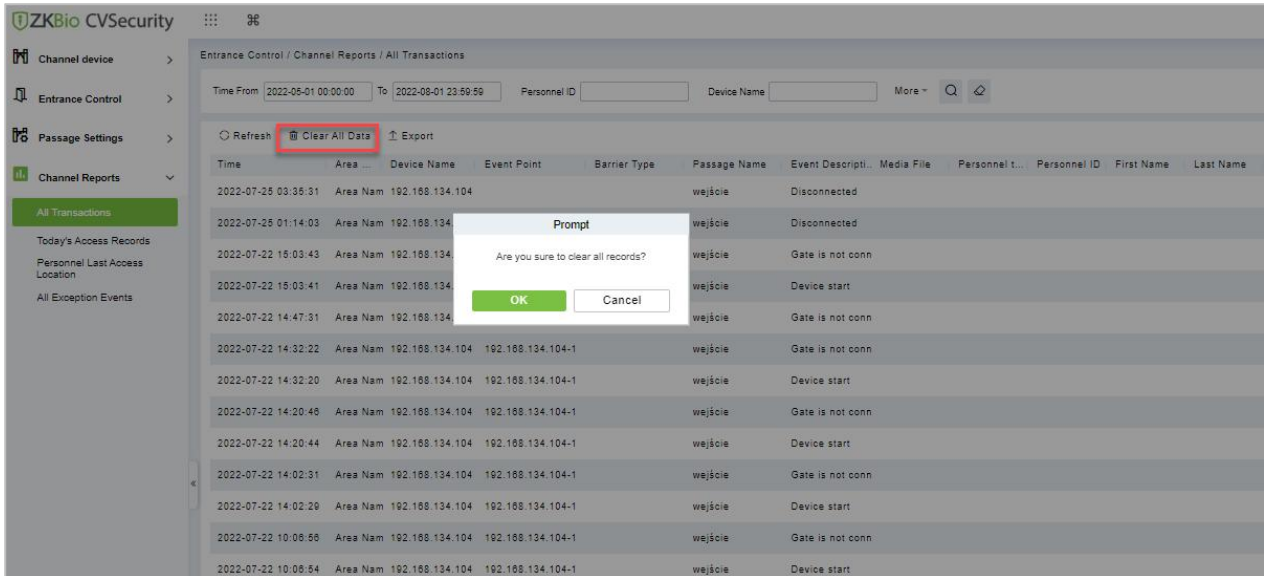 ZKBio CVSecurity
Channel device
Entrance Control
Passage Settings
Channel Reports
All Transactions
Today's Access Records
Personnel Last Access
Location
All Exception Events
Entrance Control / Channel Reports / All Transactions
Time From 2022-05-01 00:00:00 To 2022-08-01 23:59:59 Personnel ID Device Name More
Refresh Clear All Data Export
Time Area ... Device Name Event Point Barrier Type Passage Name Event Descripti.. Media File Personnel t... Personnel ID First Name Last Name
2022-07-25 03:35:31 Area Nam 192.168.134.104 wejście Disconnected
2022-07-25 01:14:03 Area Nam 192.168.134. wejście Disconnected
2022-07-22 15:03:43 Area Nam 192.168.134. wejście Gate is not conn
2022-07-22 15:03:41 Area Nam 192.168.134. wejście Device start
2022-07-22 14:47:31 Area Nam 192.168.134. wejście Gate is not conn
2022-07-22 14:32:22 Area Nam 192.168.134.104 192.168.134.104-1 wejście Gate is not conn
2022-07-22 14:32:20 Area Nam 192.168.134.104 192.168.134.104-1 wejście Device start
2022-07-22 14:20:46 Area Nam 192.168.134.104 192.168.134.104-1 wejście Gate is not conn
2022-07-22 14:20:44 Area Nam 192.168.134.104 192.168.134.104-1 wejście Device start
2022-07-22 14:02:31 Area Nam 192.168.134.104 192.168.134.104-1 wejście Gate is not conn
2022-07-22 14:02:29 Area Nam 192.168.134.104 192.168.134.104-1 wejście Device start
2022-07-22 10:06:56 Area Nam 192.168.134.104 192.168.134.104-1 wejście Gate is not conn
2022-07-22 10:06:54 Area Nam 192.168.134.104 192.168.134.104-1 wejście Device start
Prompt
Are you sure to clear all records?
OK Cancel